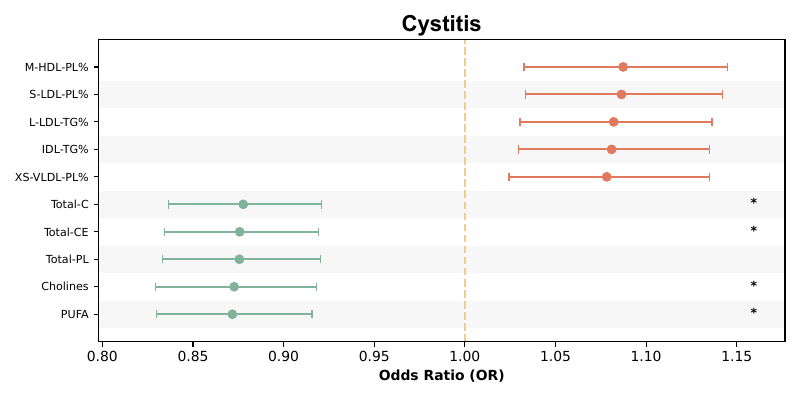 Cystitis
M-HDL-PL%
S-LDL-PL%
L-LDL-TG%
IDL-TG%
XS-VLDL-PL%
Total-C *
Total-CE *
Total-PL
Cholines *
PUFA *
0.80 0.85 0.90 0.95 1.00 1.05 1.10 1.15
Odds Ratio (OR)